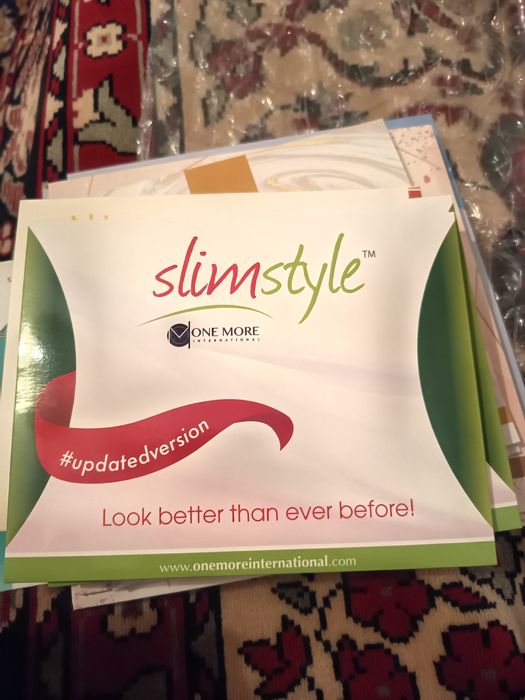 slimstyle™
ONE MORE
INTERNATIONAL
#updatedversion
Look better than ever before!
www.onemoreinternational.com